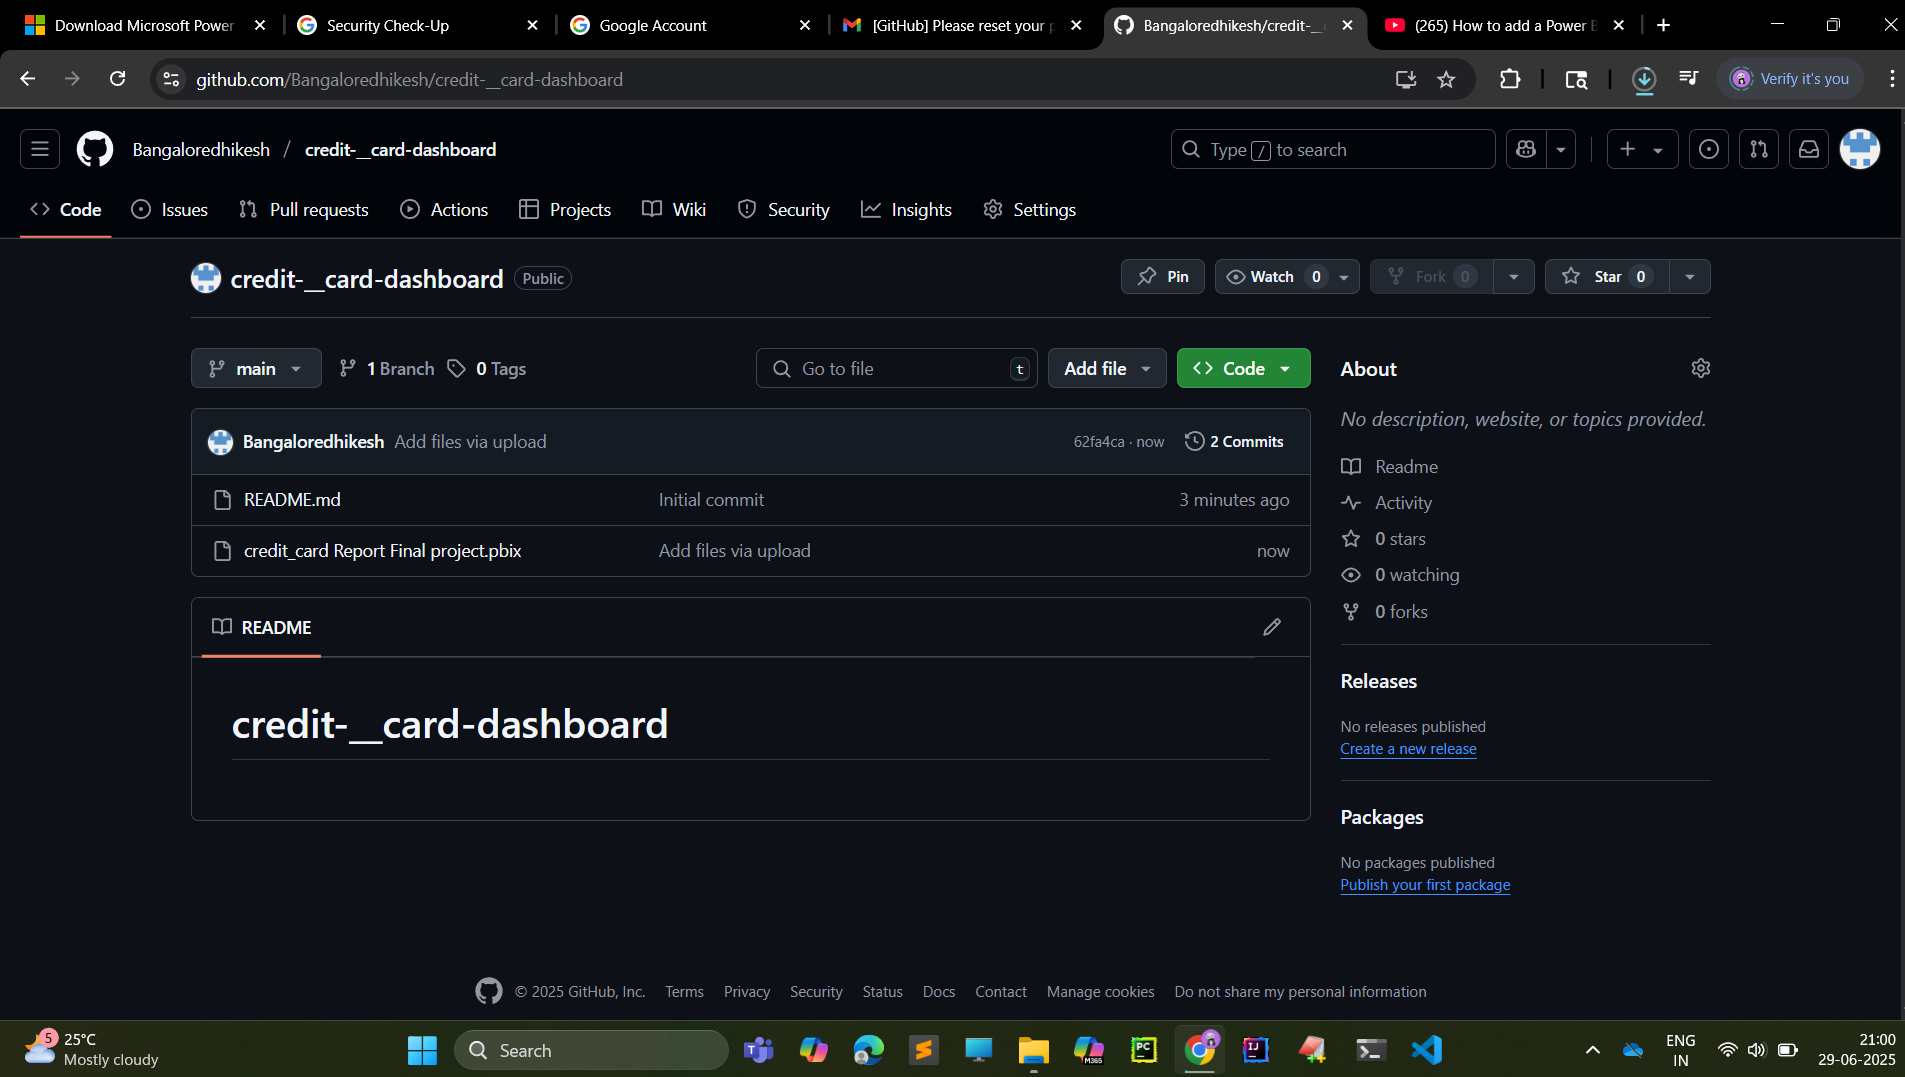 Download Microsoft Power
Security Check-Up
Google Account
[GitHub] Please reset your p
Bangaloredhikesh/credit-__c
(265) How to add a Power B
github.com/Bangaloredhikesh/credit-__card-dashboard
Verify it's you
Bangaloredhikesh / credit-__card-dashboard
Type / to search
Code
Issues
Pull requests
Actions
Projects
Wiki
Security
Insights
Settings
credit-__card-dashboard Public
Pin
Watch 0
Fork 0
Star 0
main
1 Branch
0 Tags
Go to file t
Add file
Code
About
No description, website, or topics provided.
Bangaloredhikesh Add files via upload 62fa4ca · now 2 Commits
README.md Initial commit 3 minutes ago
credit_card Report Final project.pbix Add files via upload now
Readme
Activity
0 stars
0 watching
0 forks
README
credit-__card-dashboard
Releases
No releases published
Create a new release
Packages
No packages published
Publish your first package
© 2025 GitHub, Inc. Terms Privacy Security Status Docs Contact Manage cookies Do not share my personal information
5
25°C
Mostly cloudy
Search
M365
PC
IJ
ENG
IN
21:00
29-06-2025